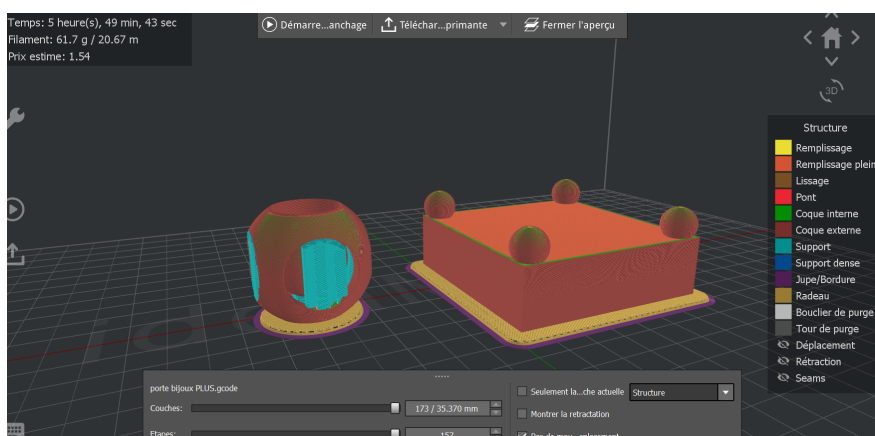 Temps: 5 heure(s), 49 min, 43 sec
Filament: 61.7 g / 20.67 m
Prix estime: 1.54
Démarre...anchage
Téléchar...primante
Fermer l'aperçu
3D
Structure
Remplissage
Remplissage plein
Lissage
Pont
Coque interne
Coque externe
Support
Support dense
Jupe/Bordure
Radeau
Bouclier de purge
Tour de purge
Déplacement
Rétraction
Seams
porte bijoux PLUS.gcode
Couches:
173 / 35.370 mm
Etapes:
157
Seulement la...che actuelle
Structure
Montrer la retractation